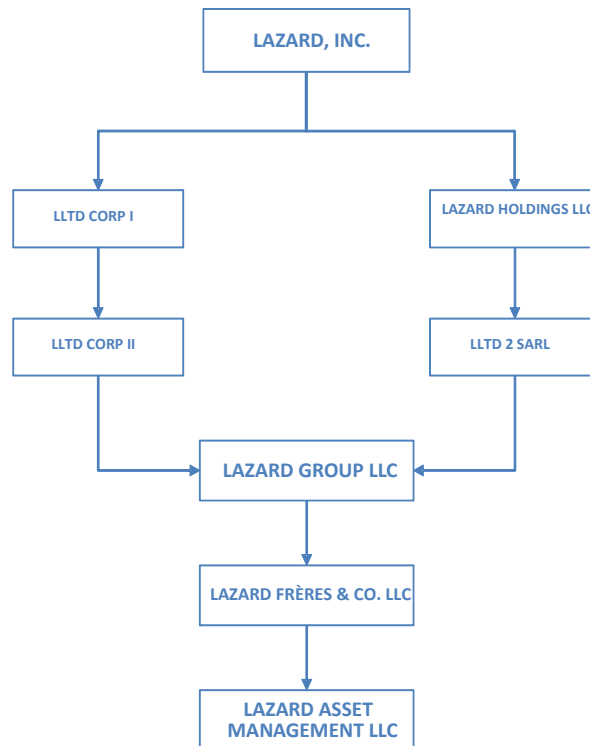 LAZARD, INC.
LLTD CORP I
LAZARD HOLDINGS LLC
LLTD CORP II
LLTD 2 SARL
LAZARD GROUP LLC
LAZARD FRÈRES & CO. LLC
LAZARD ASSET
MANAGEMENT LLC